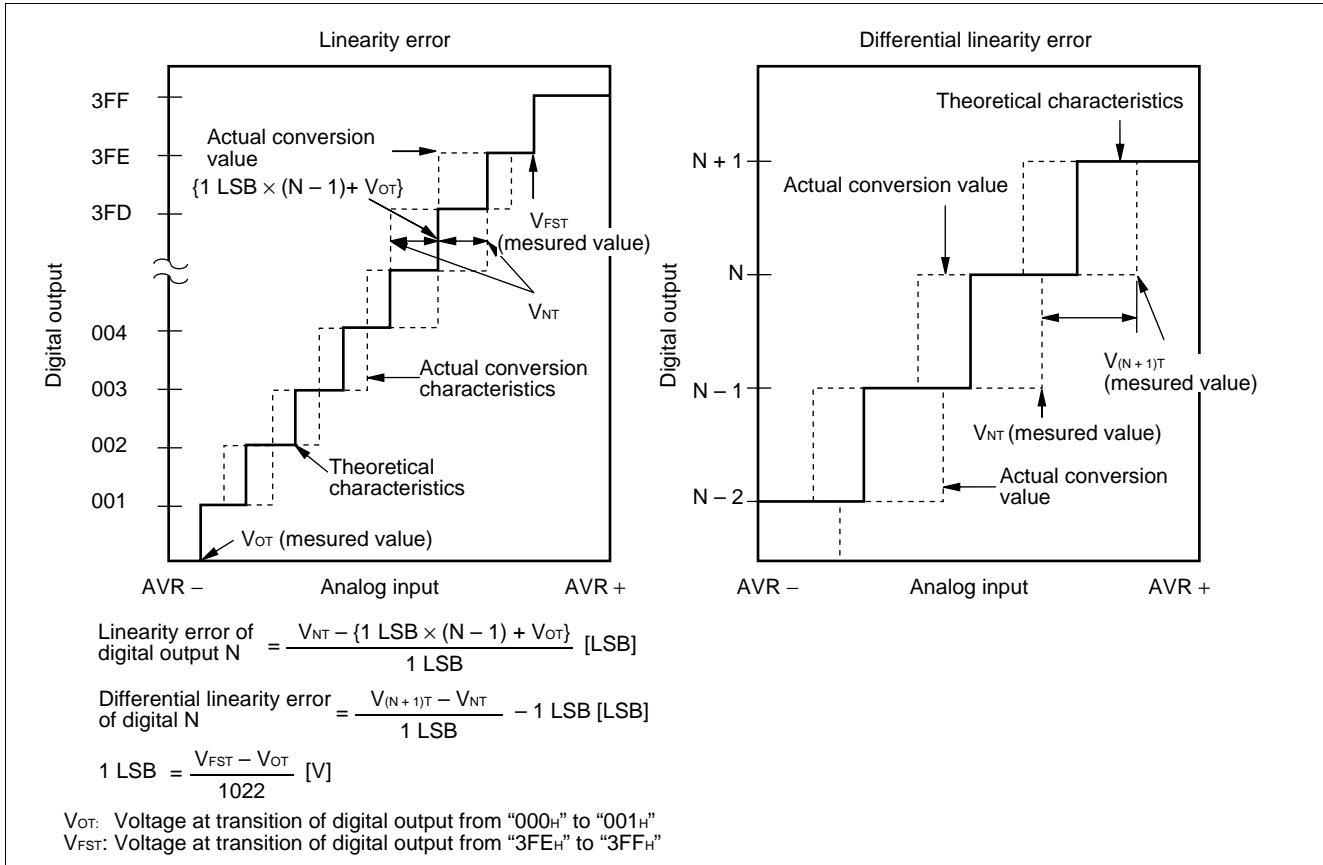 Linearity error
3FF
3FE
3FD
004
003
002
001
Digital output
Actual conversion
value
{1 LSB × (N – 1)+ VOT}
VFST
(mesured value)
VNT
Actual conversion
characteristics
Theoretical
characteristics
VOT (mesured value)
AVR –
Analog input
AVR +
Differential linearity error
Theoretical characteristics
N + 1
N
N – 1
N – 2
Digital output
Actual conversion value
V(N + 1)T
(mesured value)
VNT (mesured value)
Actual conversion
value
AVR –
Analog input
AVR +
Linearity error of
digital output N
= VNT – {1 LSB × (N – 1) + VOT}
1 LSB
[LSB]
Differential linearity error
of digital N
= V(N + 1)T – VNT
1 LSB
– 1 LSB [LSB]
1 LSB = VFST – VOT
1022
[V]
VOT: Voltage at transition of digital output from “000H” to “001H”
VFST: Voltage at transition of digital output from “3FEH” to “3FFH”